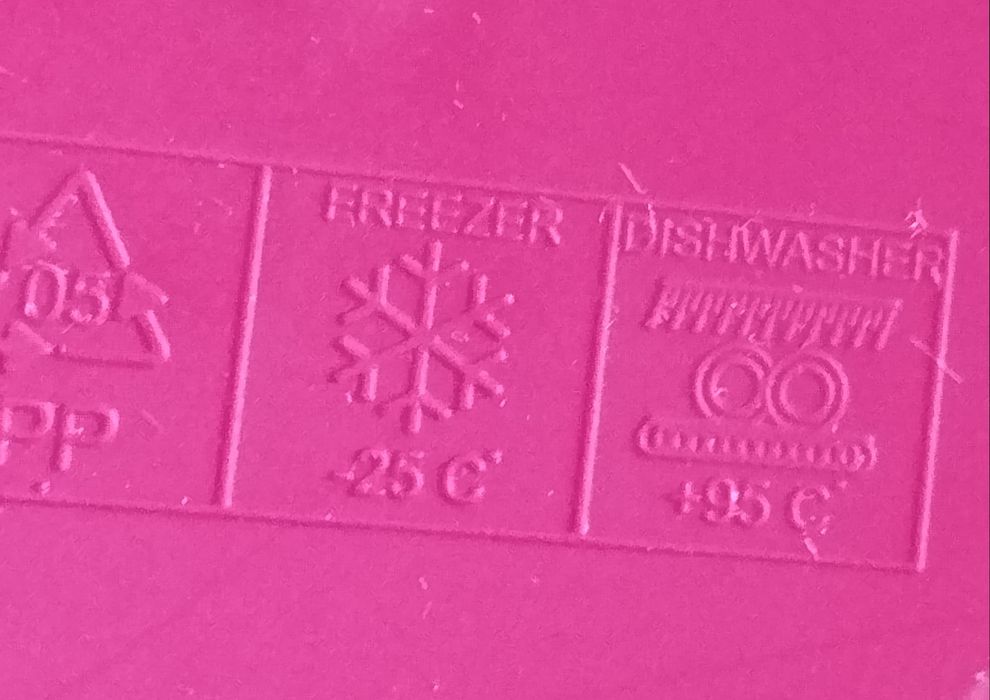 05
PP
FREEZER
-25 C°
DISHWASHER
+95 C°